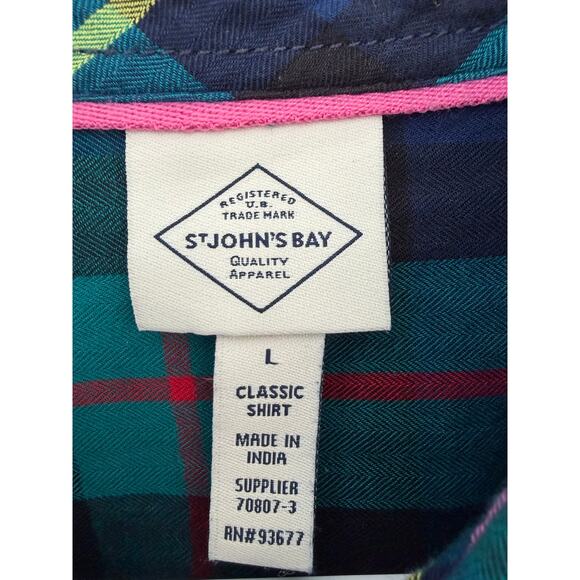 REGISTERED
U.S.
TRADE MARK
ST JOHN'S BAY
QUALITY
APPAREL
L
CLASSIC
SHIRT
MADE IN
INDIA
SUPPLIER
70807-3
RN#93677